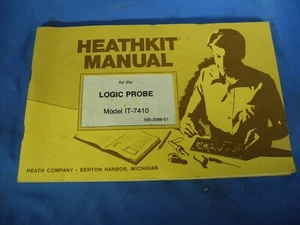 HEATHKIT
MANUAL
for the
LOGIC PROBE
Model IT-7410
595-2066-01
HEATH COMPANY • BENTON HARBOR, MICHIGAN